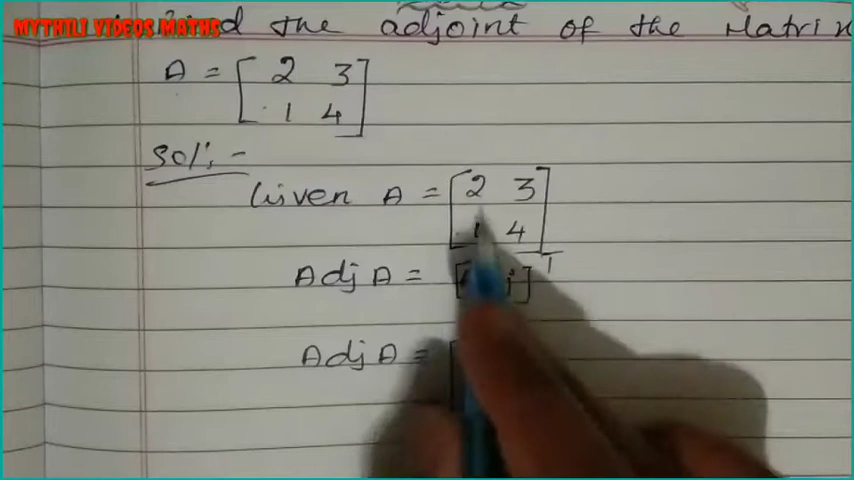 MYTHILI VIDEOS MATHS
the adjoint of the Matrix
A = [ 2 3
1 4 ]
Sol:-
Given A = [ 2 3
1 4 ]
Adj A = [ j ]ᵀ
Adj A = [